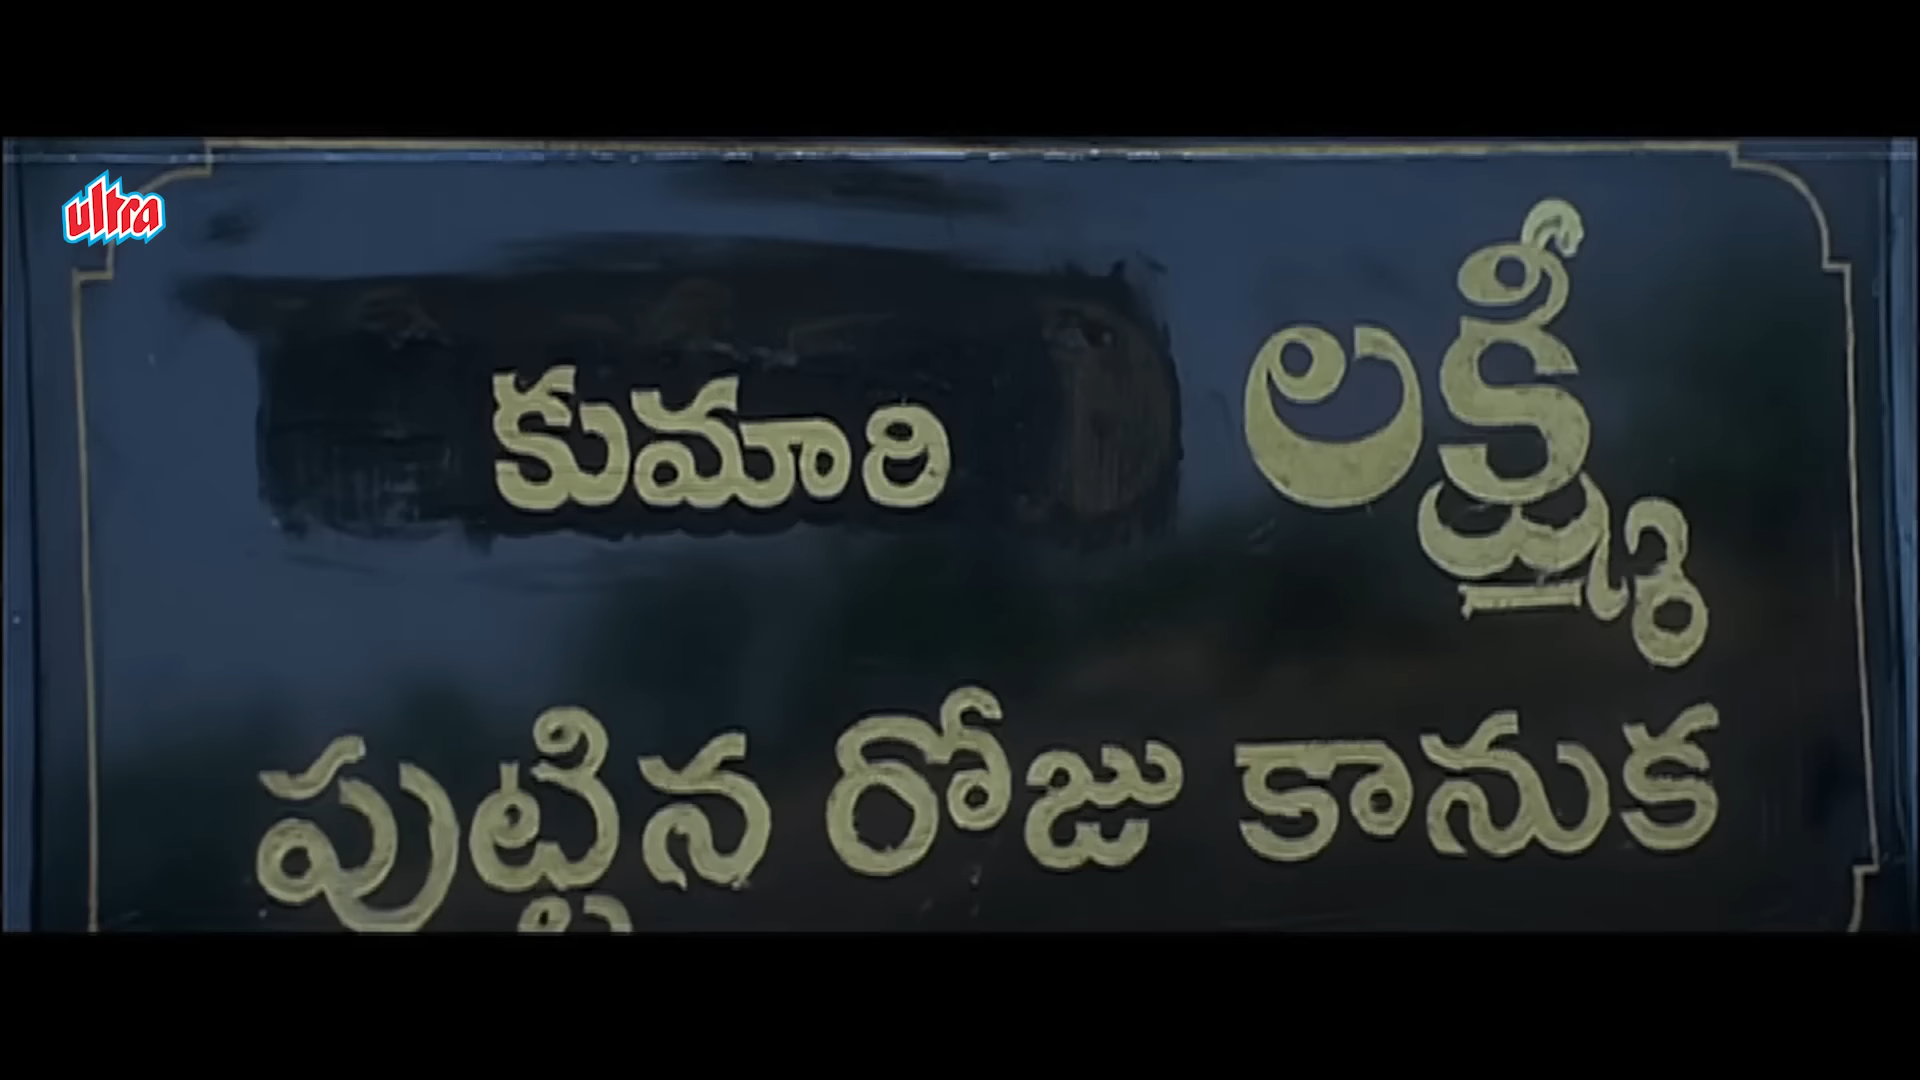 ultra
కుమారి లక్ష్మీ
పుట్టిన రోజు కానుక